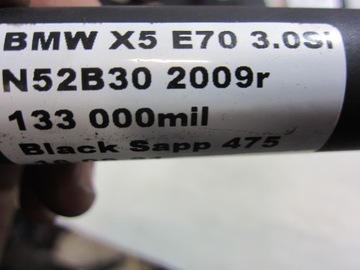 BMW X5 E70 3.0Si
N52B30 2009r
133 000mil
Black Sapp 475